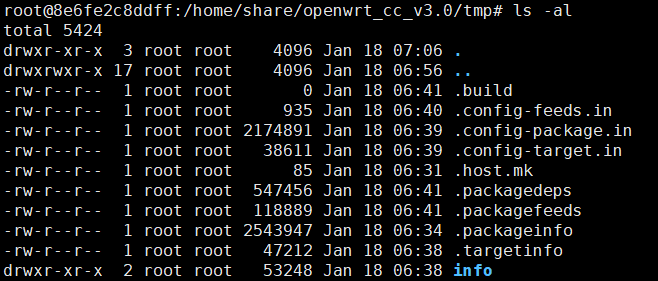 root@8e6fe2c8ddff:/home/share/openwrt_cc_v3.0/tmp# ls -al
total 5424
drwxr-xr-x  3 root root    4096 Jan 18 07:06 .
drwxrwxr-x 17 root root    4096 Jan 18 06:56 ..
-rw-r--r--  1 root root       0 Jan 18 06:41 .build
-rw-r--r--  1 root root     935 Jan 18 06:40 .config-feeds.in
-rw-r--r--  1 root root 2174891 Jan 18 06:39 .config-package.in
-rw-r--r--  1 root root   38611 Jan 18 06:39 .config-target.in
-rw-r--r--  1 root root      85 Jan 18 06:31 .host.mk
-rw-r--r--  1 root root  547456 Jan 18 06:41 .packagedeps
-rw-r--r--  1 root root  118889 Jan 18 06:41 .packagefeeds
-rw-r--r--  1 root root 2543947 Jan 18 06:34 .packageinfo
-rw-r--r--  1 root root   47212 Jan 18 06:38 .targetinfo
drwxr-xr-x  2 root root   53248 Jan 18 06:38 info